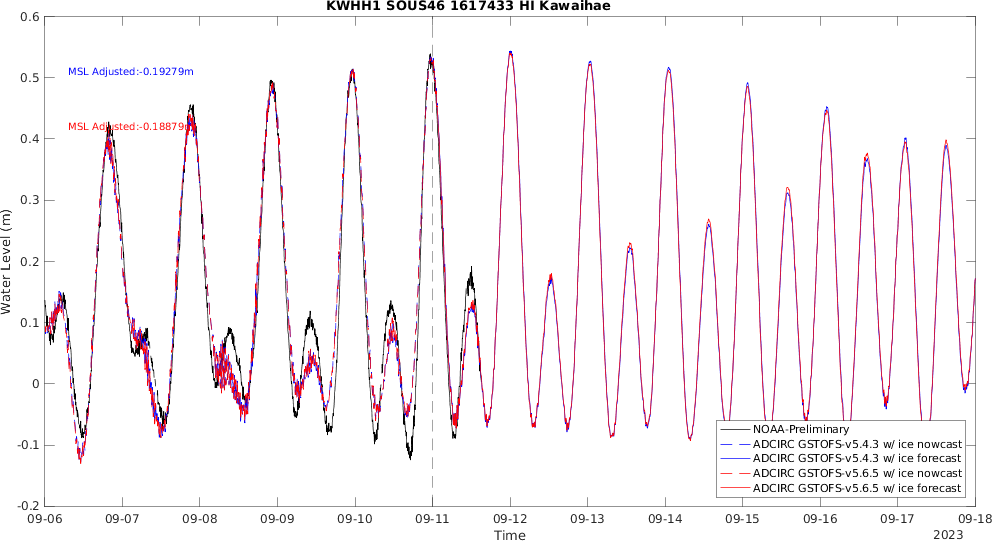 KWHH1 SOUS46 1617433 HI Kawaihae
0.6
0.5
0.4
0.3
0.2
0.1
0
-0.1
-0.2
Water Level (m)
MSL Adjusted:-0.19279m
MSL Adjusted:-0.18879m
NOAA-Preliminary
ADCIRC GSTOFS-v5.4.3 w/ ice nowcast
ADCIRC GSTOFS-v5.4.3 w/ ice forecast
ADCIRC GSTOFS-v5.6.5 w/ ice nowcast
ADCIRC GSTOFS-v5.6.5 w/ ice forecast
09-06 09-07 09-08 09-09 09-10 09-11 09-12 09-13 09-14 09-15 09-16 09-17 09-18
Time
2023